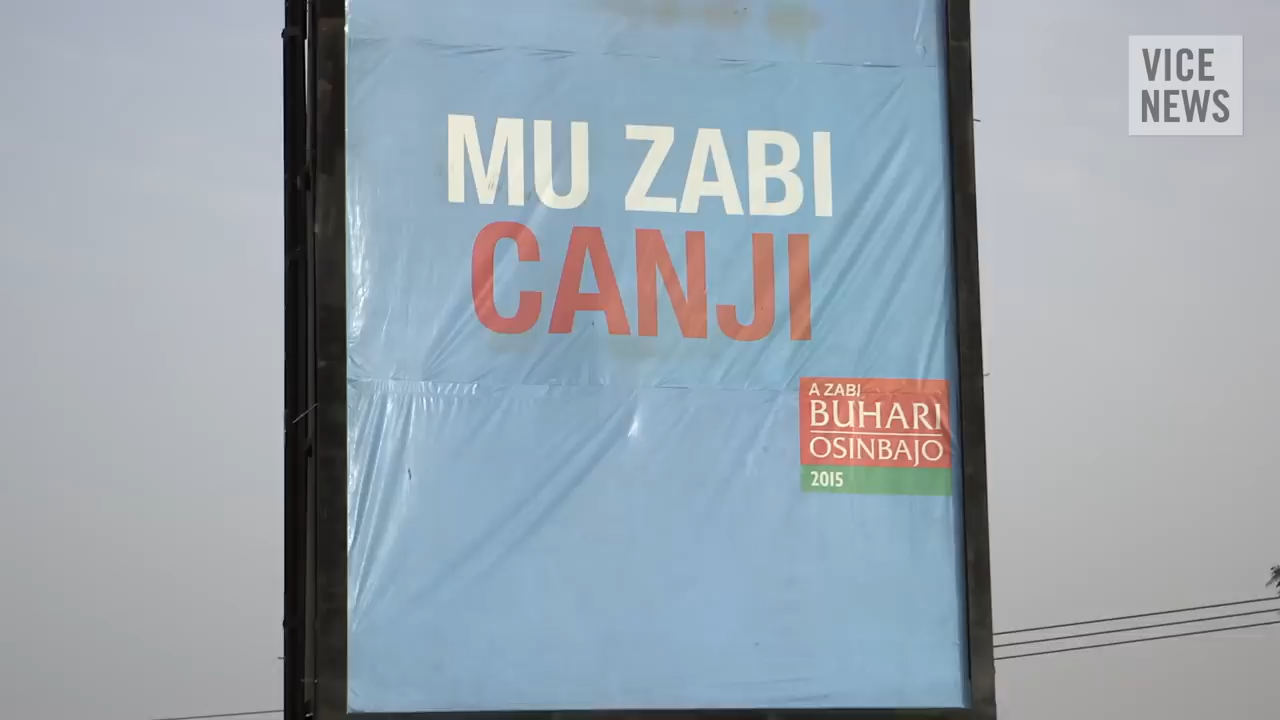 VICE
NEWS
MU ZABI
CANJI
A ZABI
BUHARI
OSINBAJO
2015